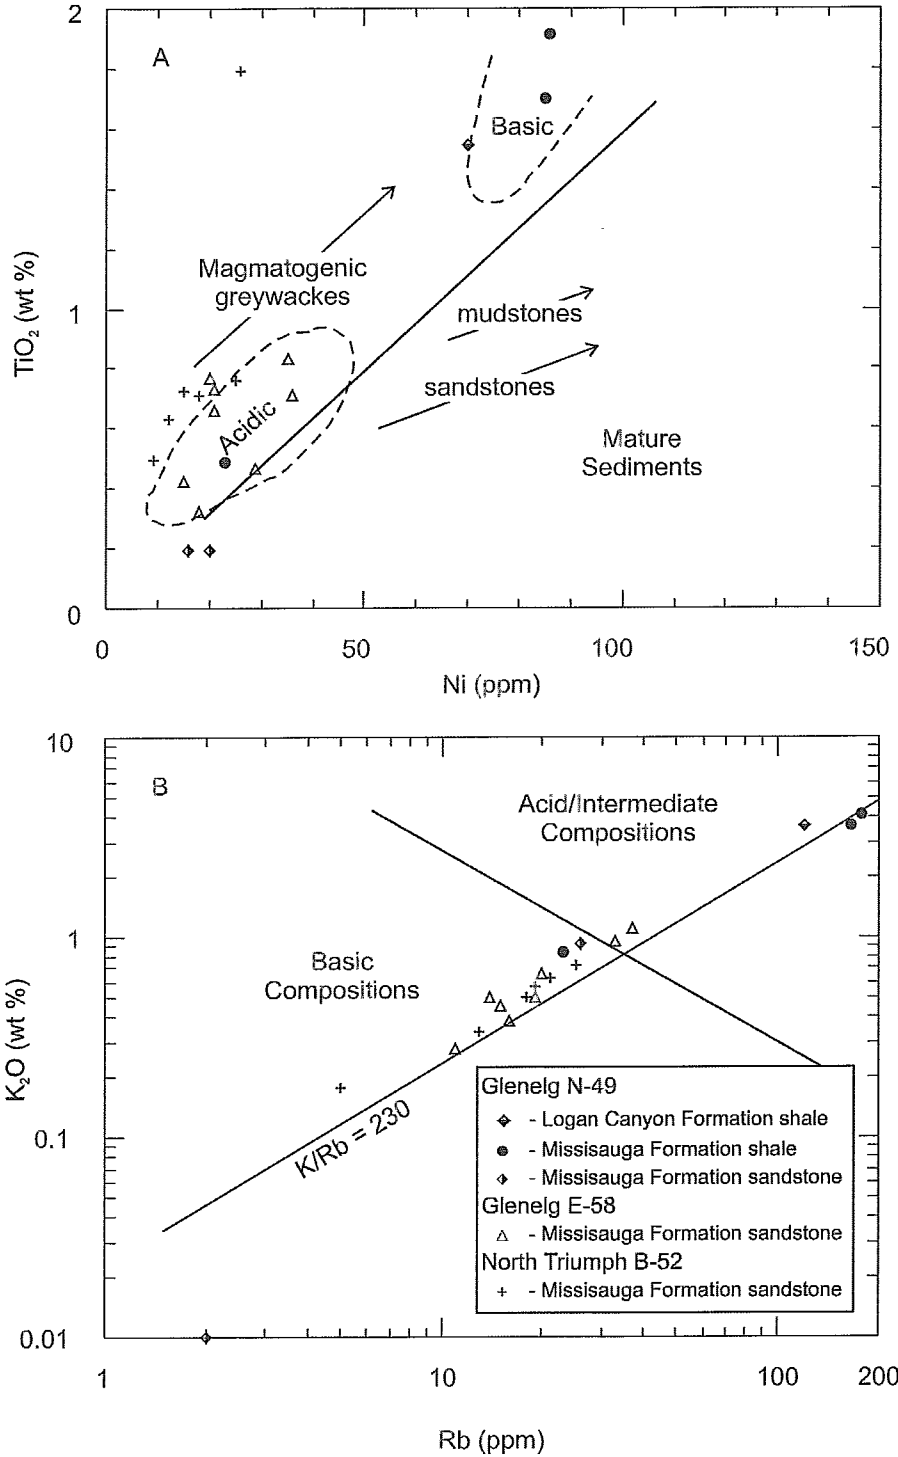 2
A
Basic
Magmatogenic
greywackes
TiO₂ (wt %)
1
mudstones
sandstones
Acidic
Mature
Sediments
0
0
50
100
150
Ni (ppm)
10
B
Acid/Intermediate
Compositions
1
Basic
Compositions
K₂O (wt %)
Glenelg N-49
- Logan Canyon Formation shale
0.1
K/Rb = 230
- Missisauga Formation shale
- Missisauga Formation sandstone
Glenelg E-58
- Missisauga Formation sandstone
North Triumph B-52
- Missisauga Formation sandstone
0.01
1
10
100
200
Rb (ppm)